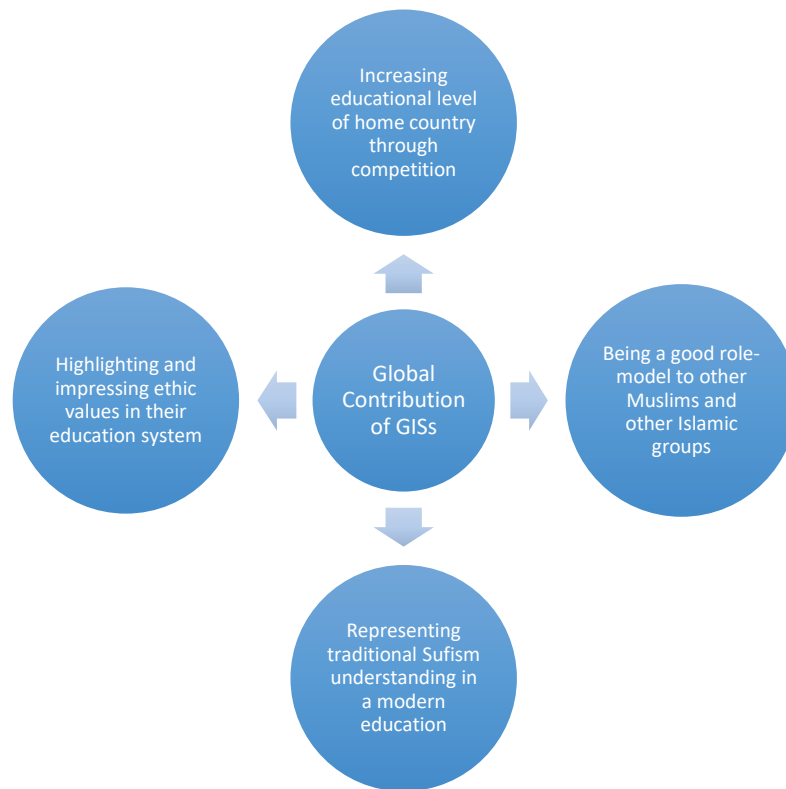 Increasing
educational level
of home country
through
competition
Highlighting and
impressing ethic
values in their
education system
Global
Contribution
of GISs
Being a good role-
model to other
Muslims and
other Islamic
groups
Representing
traditional Sufism
understanding in
a modern
education